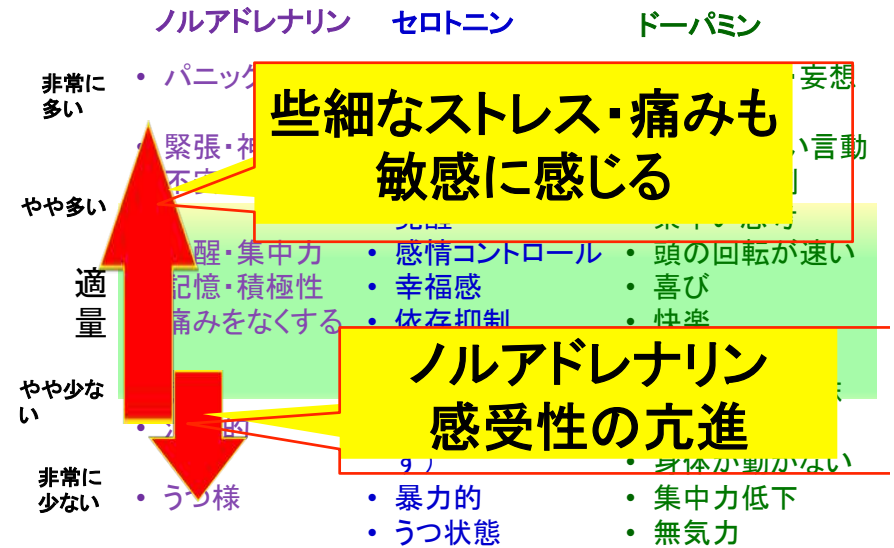 ノルアドレナリン セロトニン ドーパミン
非常に
多い
• パニック
妄想
些細なストレス・痛みも
敏感に感じる
緊張・神
い言動
やや多い
適
量
醒・集中力
記憶・積極性
痛みをなくする
• 感情コントロール
• 幸福感
• 依存抑制
• 頭の回転が速い
• 喜び
• 快楽
ノルアドレナリン
感受性の亢進
やや少な
い
す）
• 身体が動かない
非常に
少ない
• うつ様
• 暴力的
• うつ状態
• 集中力低下
• 無気力